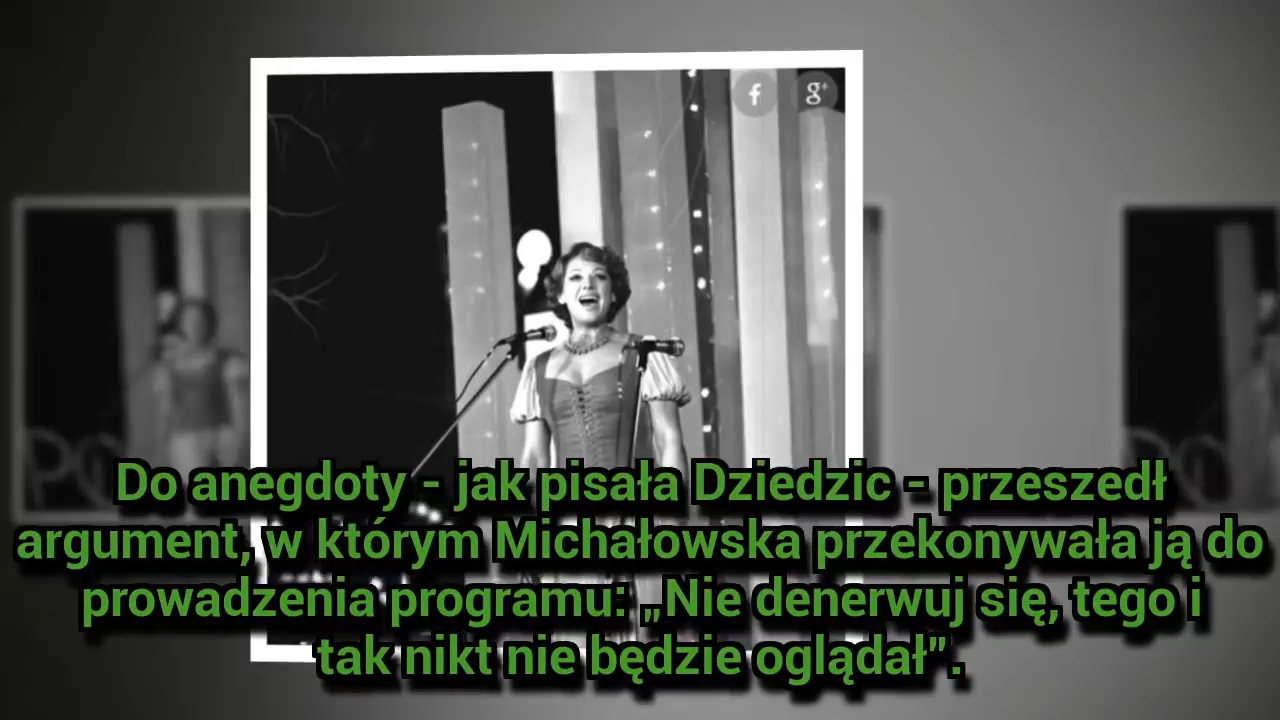 f g+
Do anegdoty - jak pisała Dziedzic - przeszedł
argument, w którym Michałowska przekonywała ją do
prowadzenia programu: „Nie denerwuj się, tego i
tak nikt nie będzie oglądał”.